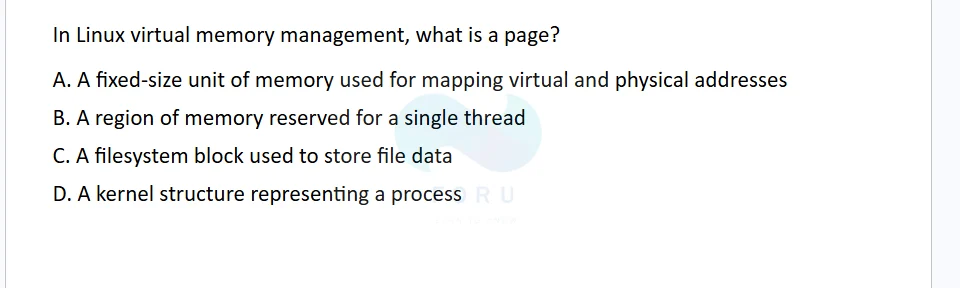 In Linux virtual memory management, what is a page?
A. A fixed-size unit of memory used for mapping virtual and physical addresses
B. A region of memory reserved for a single thread
C. A filesystem block used to store file data
D. A kernel structure representing a process